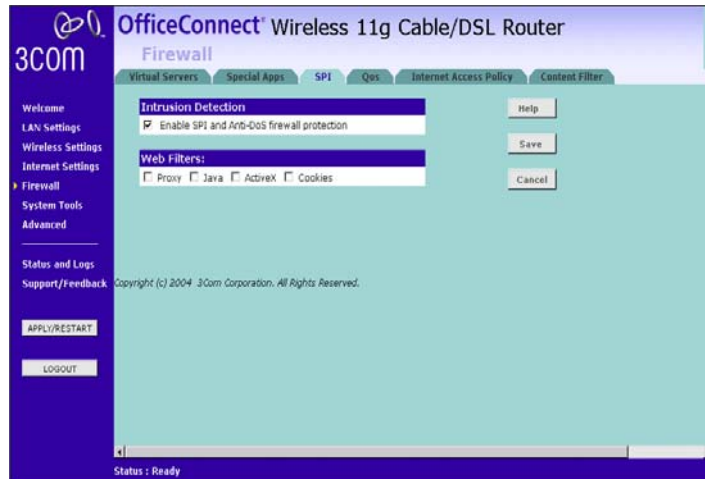 3COM
OfficeConnect® Wireless 11g Cable/DSL Router
Firewall
Virtual Servers Special Apps SPI Qos Internet Access Policy Content Filter
Welcome
LAN Settings
Wireless Settings
Internet Settings
Firewall
System Tools
Advanced
Status and Logs
Support/Feedback
APPLY/RESTART
LOGOUT
Intrusion Detection
Enable SPI and Anti-DoS firewall protection
Web Filters:
Proxy Java ActiveX Cookies
Help
Save
Cancel
Copyright (c) 2004 3Com Corporation. All Rights Reserved.
Status : Ready